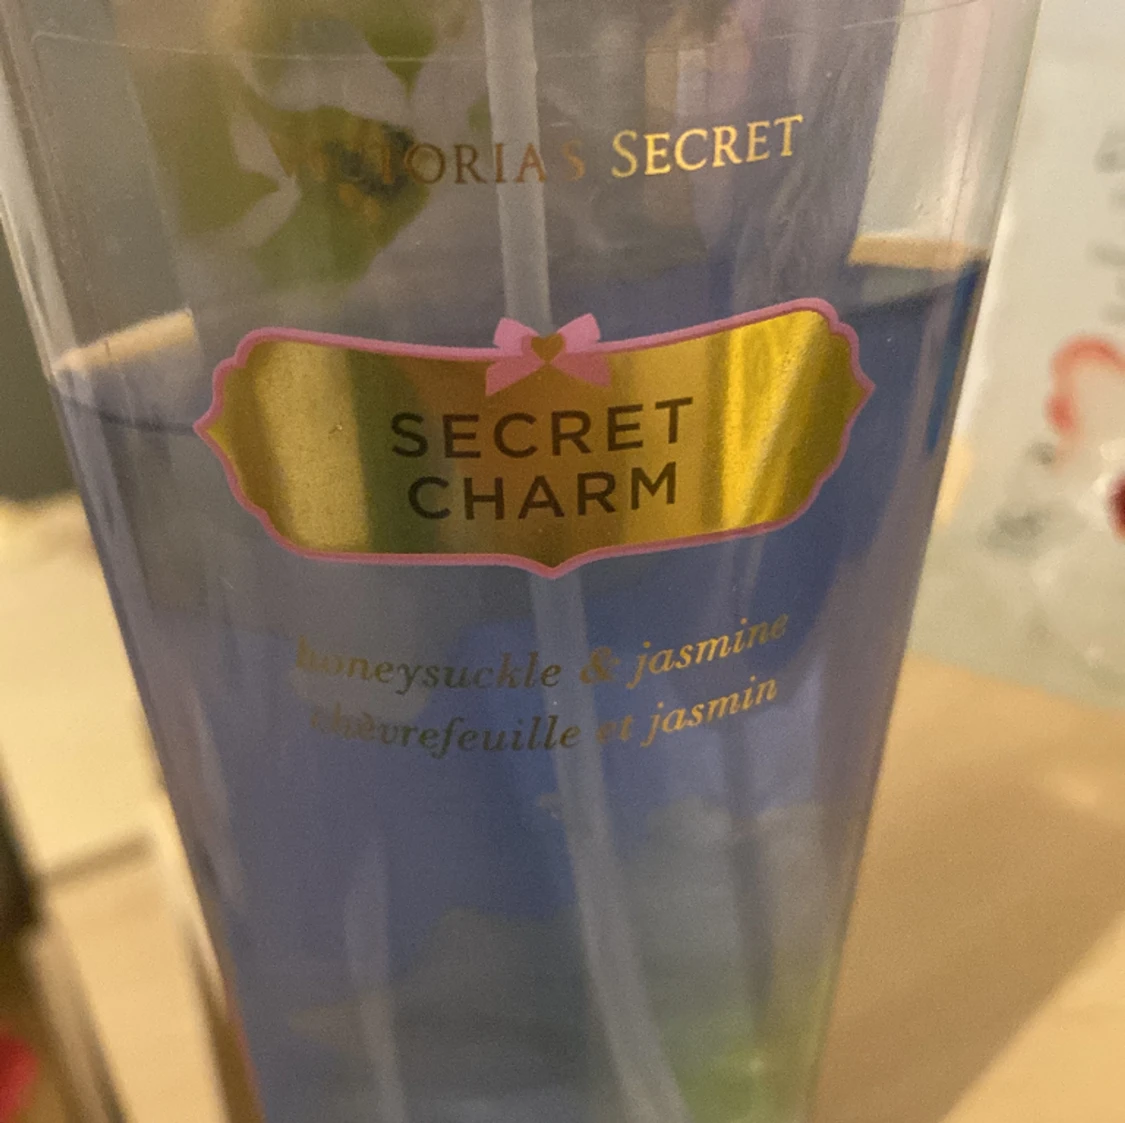 VICTORIA'S SECRET
SECRET
CHARM
honeysuckle & jasmine
chèvrefeuille et jasmin